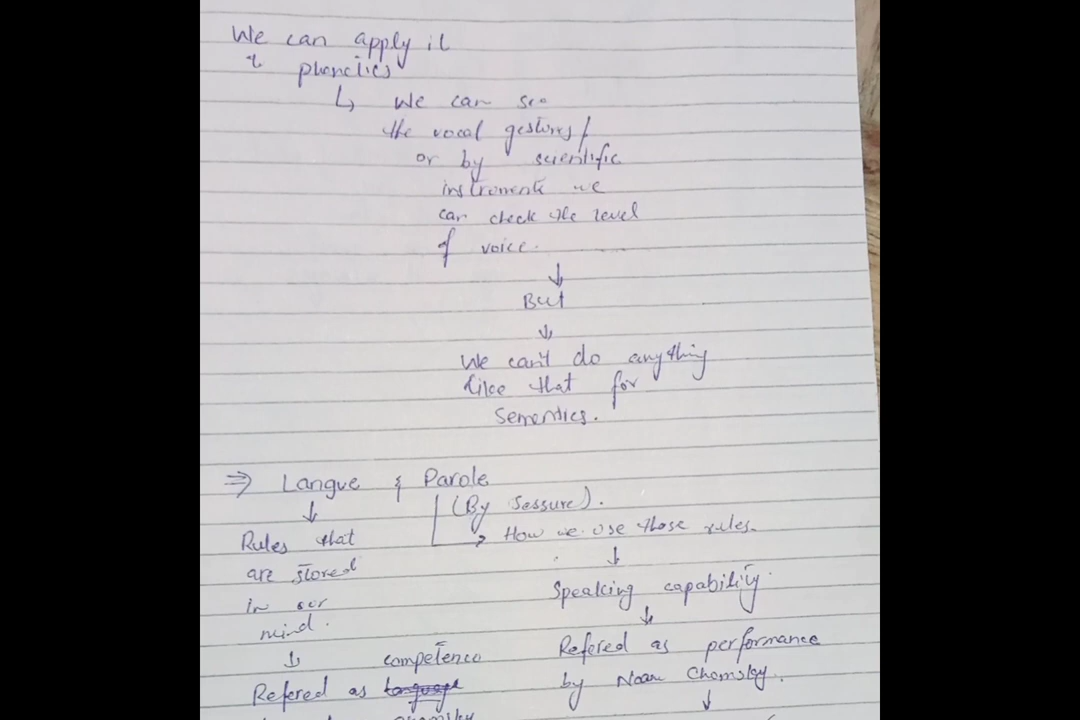 We can apply it
phonetics
↳ We can see
the vocal gestures /
or by scientific
instruments we
can check the level
of voice.
↓
But
↓
We can't do anything
like that for
Sementics.
⇒ Langue & Parole
(By Sessure).
↓
→ How we use those rules.
Rules that
are stored
in our
mind.
↓
Speaking capability.
↓
Refered as performance
by Noam Chomsky.
↓
↓
competence
Refered as language
chomsky